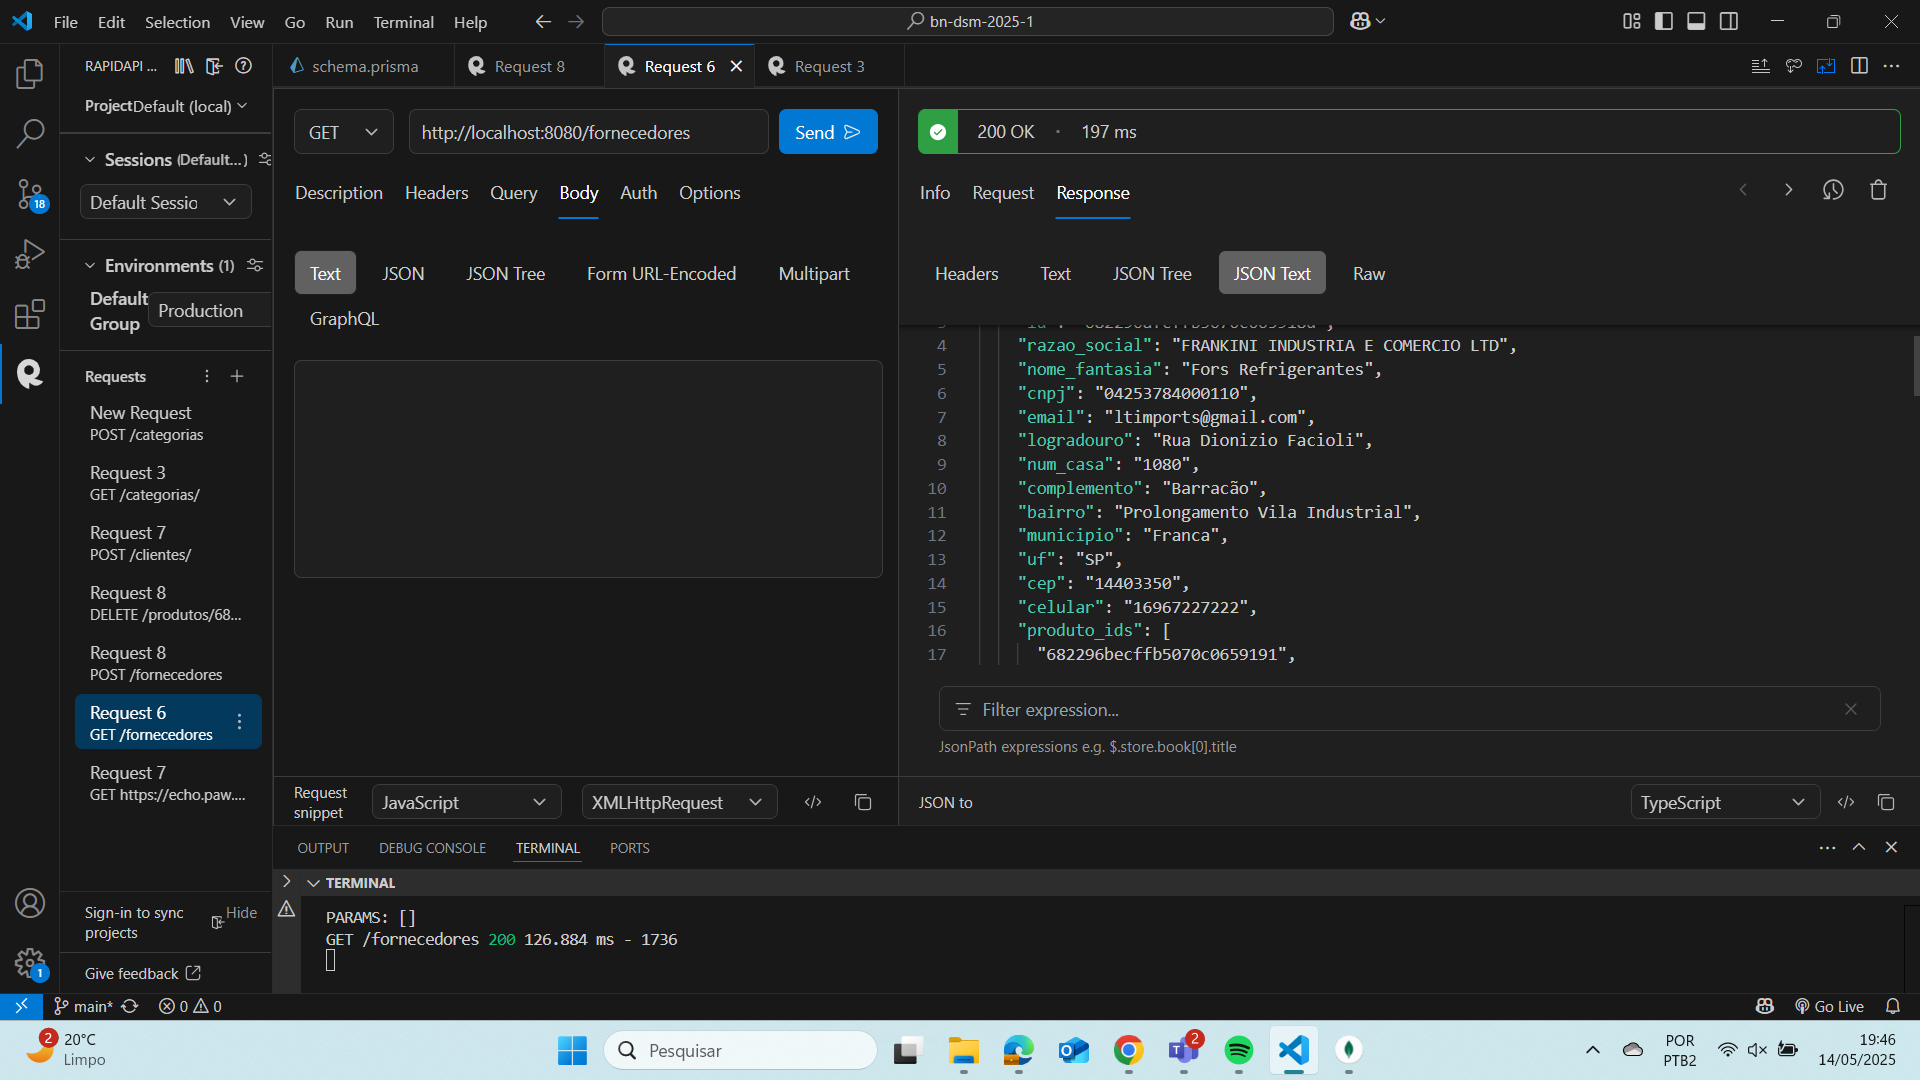 File Edit Selection View Go Run Terminal Help
bn-dsm-2025-1
RAPIDAPI ...
schema.prisma
Request 8
Request 6
Request 3
Project Default (local)
Sessions (Default...)
Default Sessio
Environments (1)
Default Group
Production
Requests
New Request
POST /categorias
Request 3
GET /categorias/
Request 7
POST /clientes/
Request 8
DELETE /produtos/68...
Request 8
POST /fornecedores
Request 6
GET /fornecedores
Request 7
GET https://echo.paw....
Sign-in to sync projects
Hide
Give feedback
18
1
GET
http://localhost:8080/fornecedores
Send
Description Headers Query Body Auth Options
Text JSON JSON Tree Form URL-Encoded Multipart
GraphQL
Request snippet
JavaScript
XMLHttpRequest
200 OK · 197 ms
Info Request Response
Headers Text JSON Tree JSON Text Raw
4 "razao_social": "FRANKINI INDUSTRIA E COMERCIO LTD",
5 "nome_fantasia": "Fors Refrigerantes",
6 "cnpj": "04253784000110",
7 "email": "ltimports@gmail.com",
8 "logradouro": "Rua Dionizio Facioli",
9 "num_casa": "1080",
10 "complemento": "Barracão",
11 "bairro": "Prolongamento Vila Industrial",
12 "municipio": "Franca",
13 "uf": "SP",
14 "cep": "14403350",
15 "celular": "16967227222",
16 "produto_ids": [
17 "682296becffb5070c0659191",
Filter expression...
JsonPath expressions e.g. $.store.book[0].title
JSON to
TypeScript
OUTPUT DEBUG CONSOLE TERMINAL PORTS
TERMINAL
PARAMS: []
GET /fornecedores 200 126.884 ms - 1736
main*
0 0
Go Live
2
20°C
Limpo
Pesquisar
2
POR
PTB2
19:46
14/05/2025